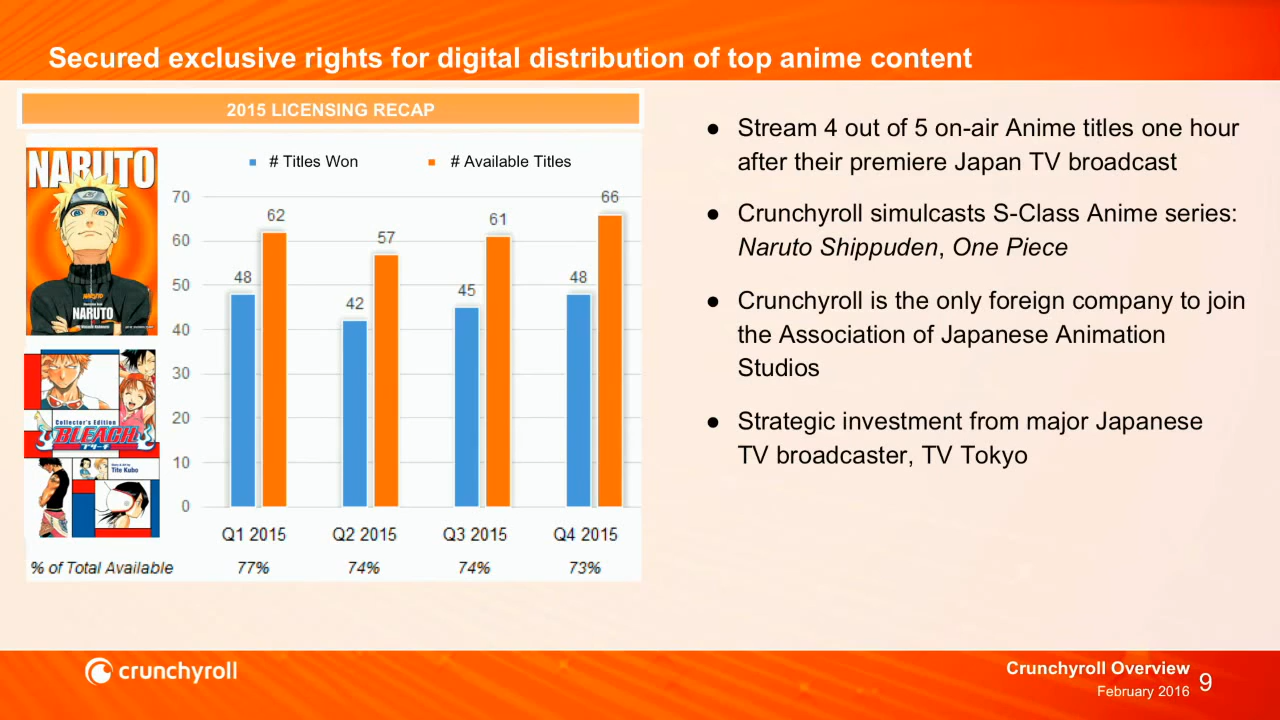 Secured exclusive rights for digital distribution of top anime content
2015 LICENSING RECAP
NARUTO
NARUTO
Collector's Edition
BLEACH
ブリーチ
Tite Kubo
# Titles Won
# Available Titles
70
60
50
40
30
20
10
0
48
62
42
57
45
61
48
66
Q1 2015
Q2 2015
Q3 2015
Q4 2015
% of Total Available
77%
74%
74%
73%
● Stream 4 out of 5 on-air Anime titles one hour
after their premiere Japan TV broadcast
● Crunchyroll simulcasts S-Class Anime series:
Naruto Shippuden, One Piece
● Crunchyroll is the only foreign company to join
the Association of Japanese Animation
Studios
● Strategic investment from major Japanese
TV broadcaster, TV Tokyo
crunchyroll
Crunchyroll Overview
February 2016
9